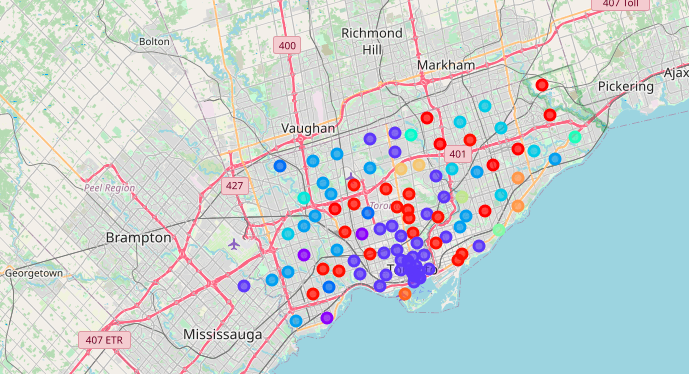 407 Toll
Bolton
400
Richmond
Hill
Markham
Pickering
Ajax
Vaughan
401
427
Peel Region
Brampton
Georgetown
Mississauga
407 ETR